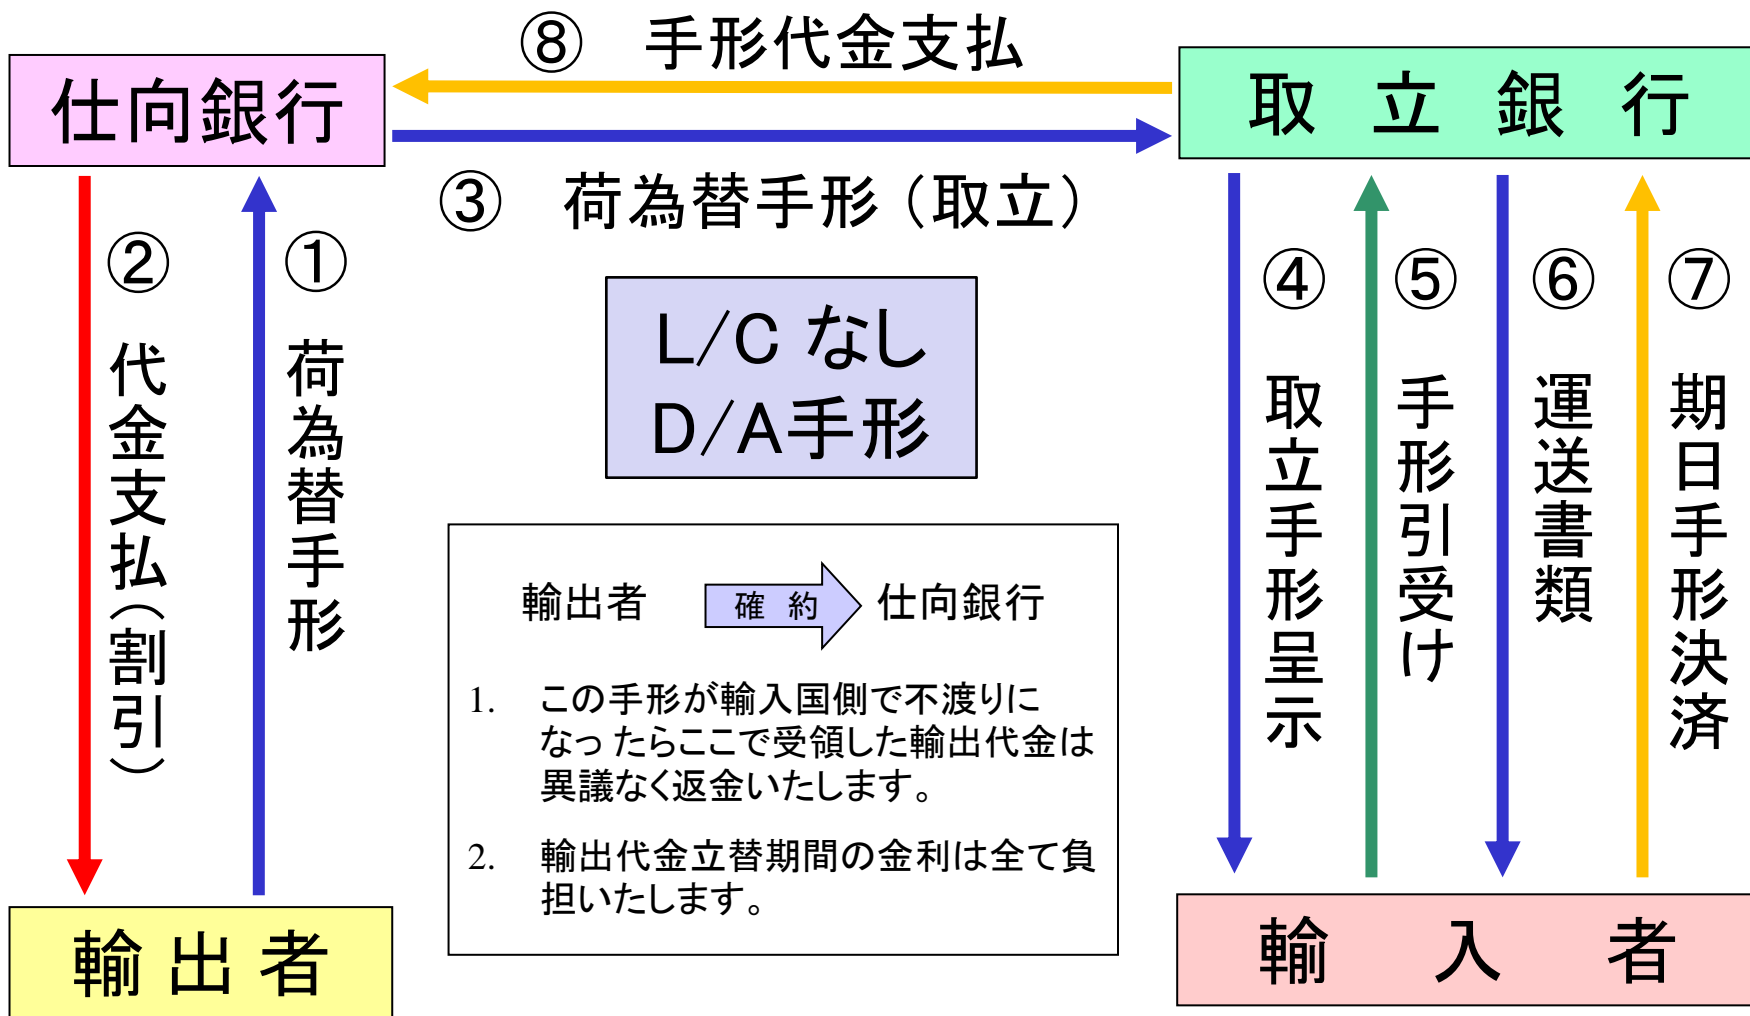 ⑧ 手形代金支払
仕向銀行
取立銀行
③ 荷為替手形（取立）
② 代金支払（割引）
① 荷為替手形
L/C なし
D/A手形
④ 取立手形呈示
⑤ 手形引受け
⑥ 運送書類
⑦ 期日手形決済
輸出者 確約 仕向銀行
1. この手形が輸入国側で不渡りに
なったらここで受領した輸出代金は
異議なく返金いたします。
2. 輸出代金立替期間の金利は全て負
担いたします。
輸出者
輸入者